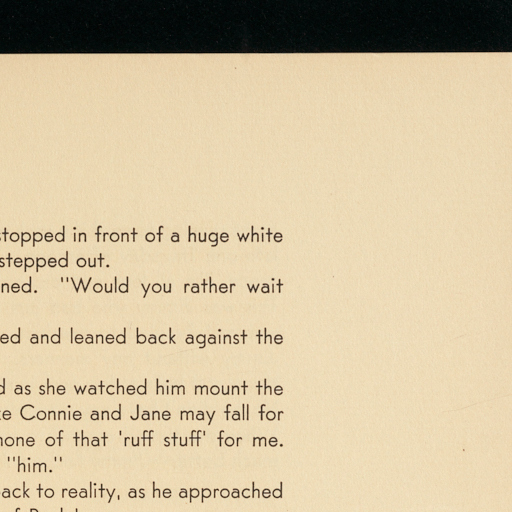 stopped in front of a huge white
stepped out.
ned. "Would you rather wait
ed and leaned back against the
d as she watched him mount the
e Connie and Jane may fall for
none of that 'ruff stuff' for me.
"him."
ack to reality, as he approached